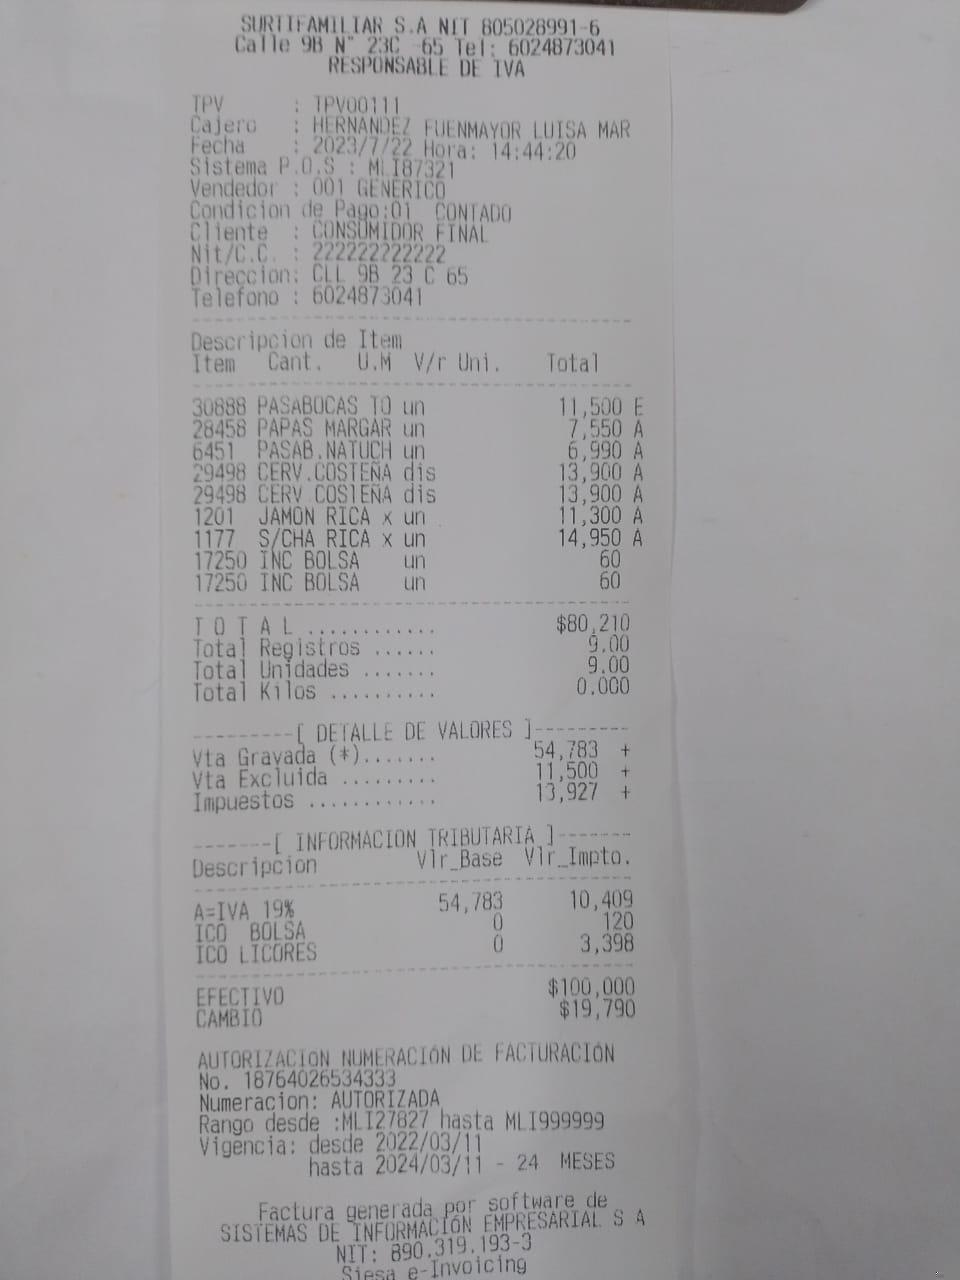 SURTIFAMILIAR S.A NIT 805028991-6
Calle 9B N° 23C -65 Tel: 6024873041
RESPONSABLE DE IVA
TPV : TPV00111
Cajero : HERNANDEZ FUENMAYOR LUISA MAR
Fecha : 2023/7/22 Hora: 14:44:20
Sistema P.O.S : MLI87321
Vendedor : 001 GENERICO
Condicion de Pago:01 CONTADO
Cliente : CONSUMIDOR FINAL
Nit/C.C. : 222222222222
Direccion: CLL 9B 23 C 65
Telefono : 6024873041
Descripcion de Item
Item Cant. U.M V/r Uni. Total
30888 PASABOCAS TO un 11,500 E
28458 PAPAS MARGAR un 7,550 A
6451 PASAB.NATUCH un 6,990 A
29498 CERV.COSTEÑA dis 13,900 A
29498 CERV.COSTEÑA dis 13,900 A
1201 JAMON RICA x un 11,300 A
1177 S/CHA RICA x un 14,950 A
17250 INC BOLSA un 60
17250 INC BOLSA un 60
T O T A L ............ $80,210
Total Registros ...... 9.00
Total Unidades ....... 9.00
Total Kilos .......... 0.000
---------[ DETALLE DE VALORES ]---------
Vta Gravada (*)....... 54,783 +
Vta Excluida ......... 11,500 +
Impuestos ............ 13,927 +
-------[ INFORMACION TRIBUTARIA ]-------
Descripcion Vlr_Base Vlr_Impto.
A=IVA 19% 54,783 10,409
ICO BOLSA 0 120
ICO LICORES 0 3,398
EFECTIVO $100,000
CAMBIO $19,790
AUTORIZACION NUMERACIÓN DE FACTURACIÓN
No. 18764026534333
Numeracion: AUTORIZADA
Rango desde :MLI27827 hasta MLI999999
Vigencia: desde 2022/03/11
hasta 2024/03/11 - 24 MESES
Factura generada por software de
SISTEMAS DE INFORMACIÓN EMPRESARIAL S A
NIT: 890.319.193-3
Siesa e-Invoicing